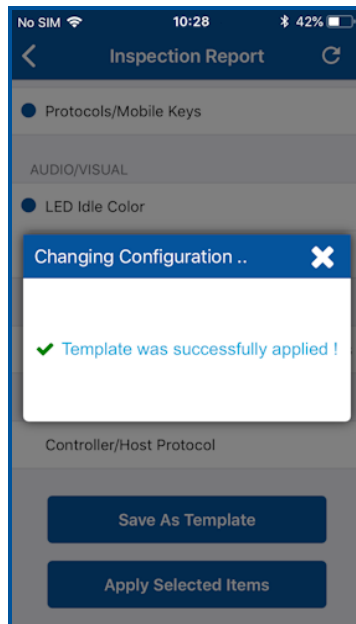 No SIM 10:28 42%
Inspection Report
Protocols/Mobile Keys
AUDIO/VISUAL
LED Idle Color
Changing Configuration ..
Template was successfully applied !
Controller/Host Protocol
Save As Template
Apply Selected Items